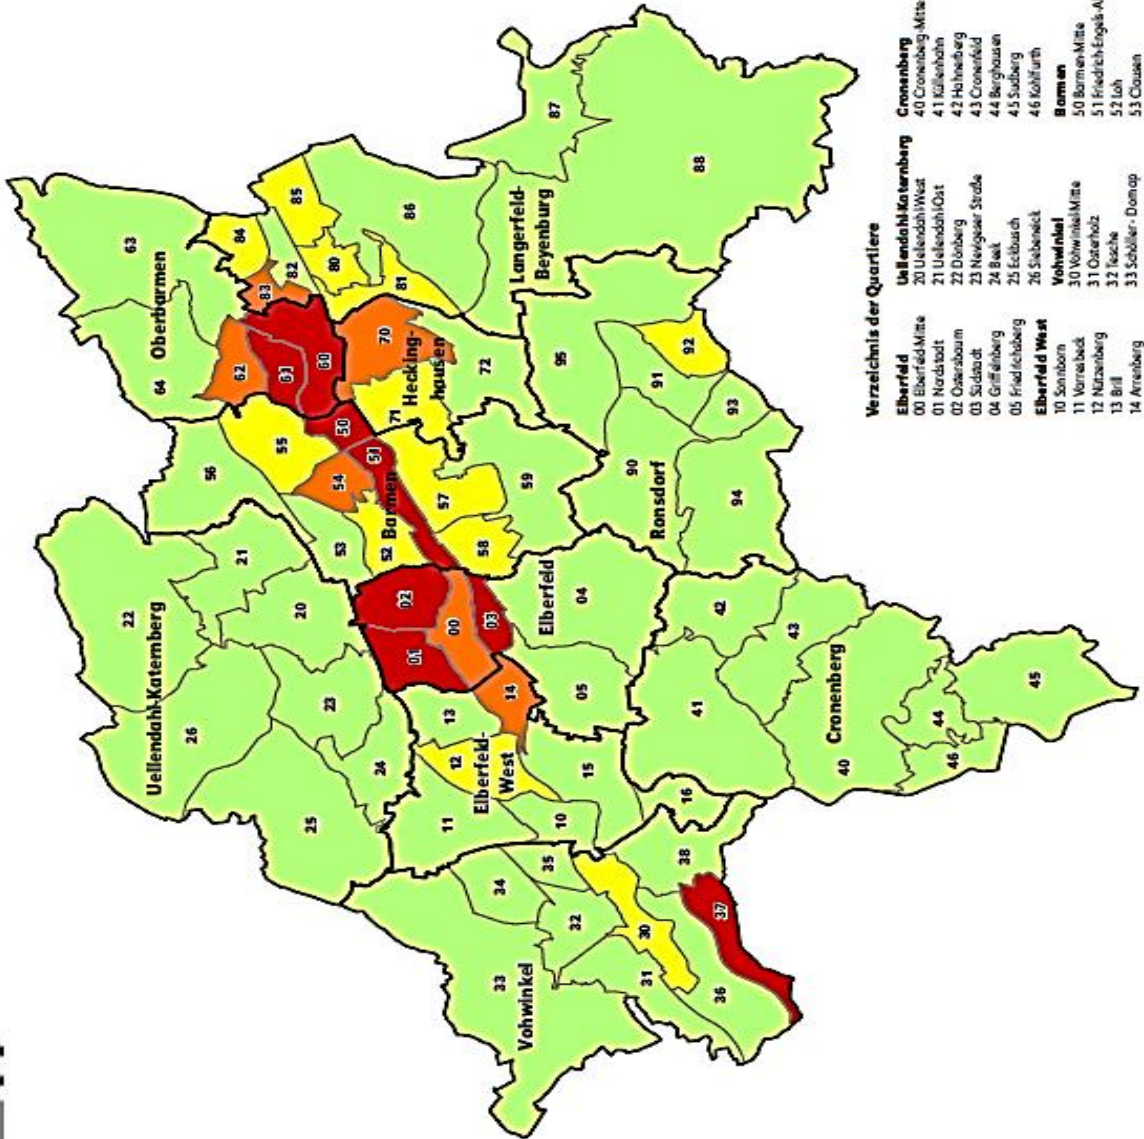 63
64
Oberbarmen
84
85
83
82
62
61
60
80
86
81
87
88
Langerfeld-
Beyenburg
70
Hecking-
hausen
71
72
56
55
50
54
51
Barmen
53
52
57
58
59
22
21
Uellendahl-Katernberg
20
26
23
24
25
02
01
00
03
Elberfeld
04
05
14
13
12
Elberfeld-
West
11
10
15
16
95
92
91
93
90
Ronsdorf
94
42
43
41
Cronenberg
40
44
45
46
34
35
32
33
Vohwinkel
30
31
36
37
38
Verzeichnis der Quartiere
Elberfeld
00 Elberfeld-Mitte
01 Nordstadt
02 Ostersbaum
03 Südstadt
04 Grifflenberg
05 Friedrichsberg
Elberfeld West
10 Sonnborn
11 Varresbeck
12 Nützenberg
13 Brill
14 Arrenberg
Uellendahl-Katernberg
20 Uellendahl-West
21 Uellendahl-Ost
22 Dönberg
23 Nevigeser Straße
24 Beek
25 Eckbusch
26 Siebeneick
Vohwinkel
30 Vohwinkel-Mitte
31 Osterholz
32 Tesche
33 Schöller - Dornap
Cronenberg
40 Cronenberg-Mitte
41 Küllenhahn
42 Hahnerberg
43 Cronenfeld
44 Berghausen
45 Sudberg
46 Kohlfurth
Barmen
50 Barmen-Mitte
51 Friedrich-Engels-A
52 Loh
53 Clausen